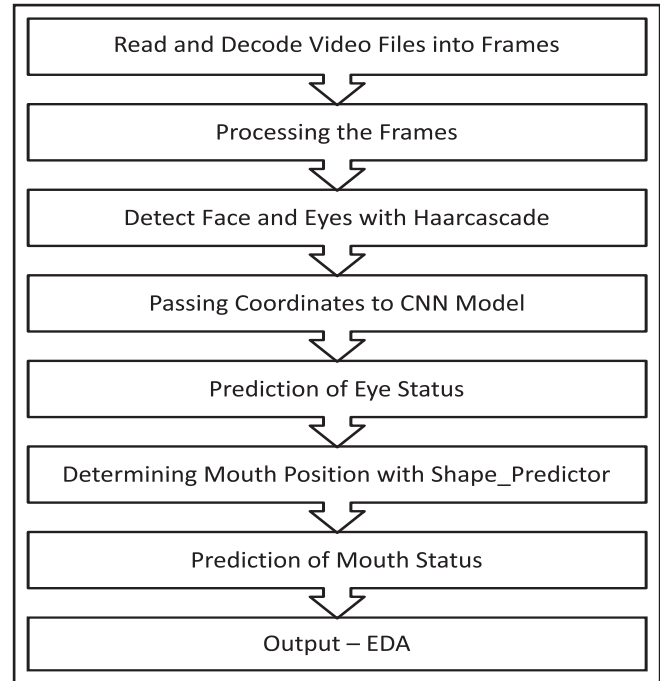 Read and Decode Video Files into Frames
Processing the Frames
Detect Face and Eyes with Haarcascade
Passing Coordinates to CNN Model
Prediction of Eye Status
Determining Mouth Position with Shape_Predictor
Prediction of Mouth Status
Output – EDA